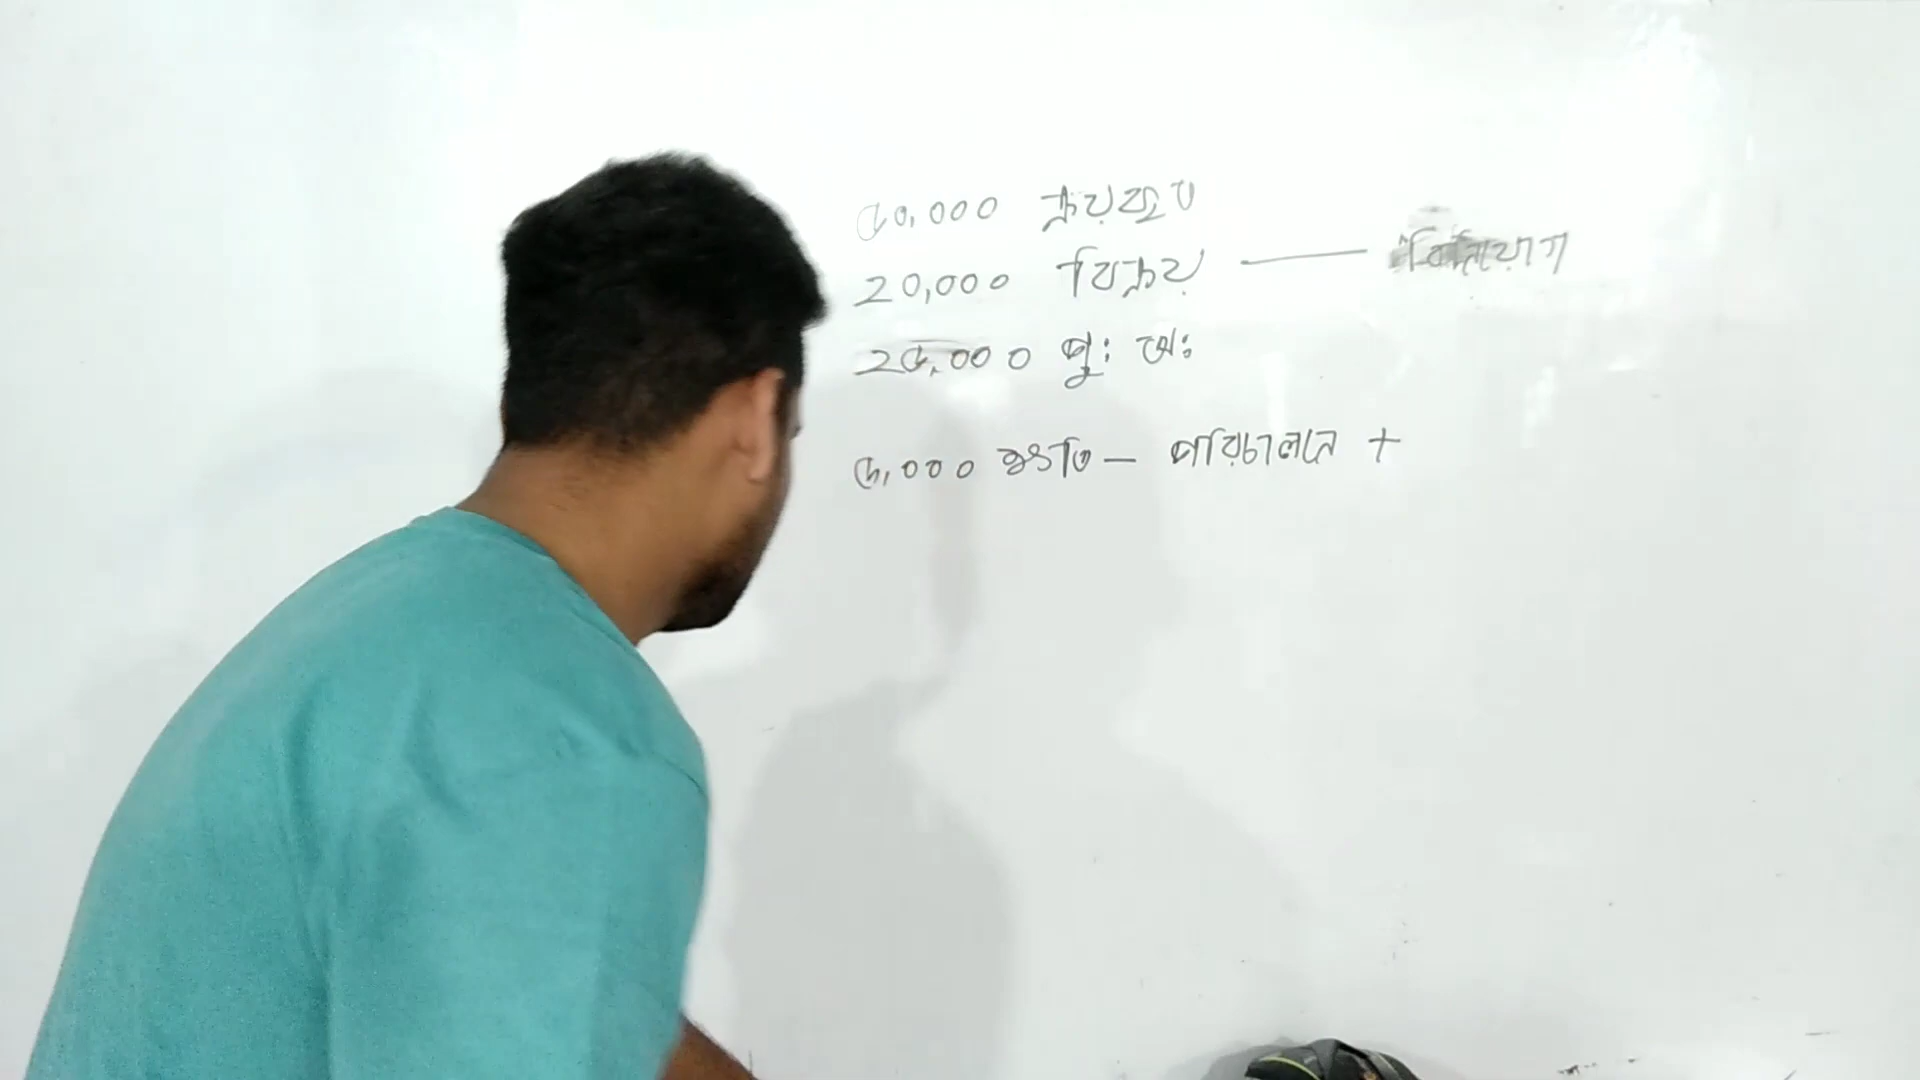 ৫০,০০০ ক্রয়মূল্য
২০,০০০ বিক্রয় — বিনিয়োগ
২৫,০০০ পুঃ অঃ
৫,০০০ ক্ষতি — পরিচালনে +